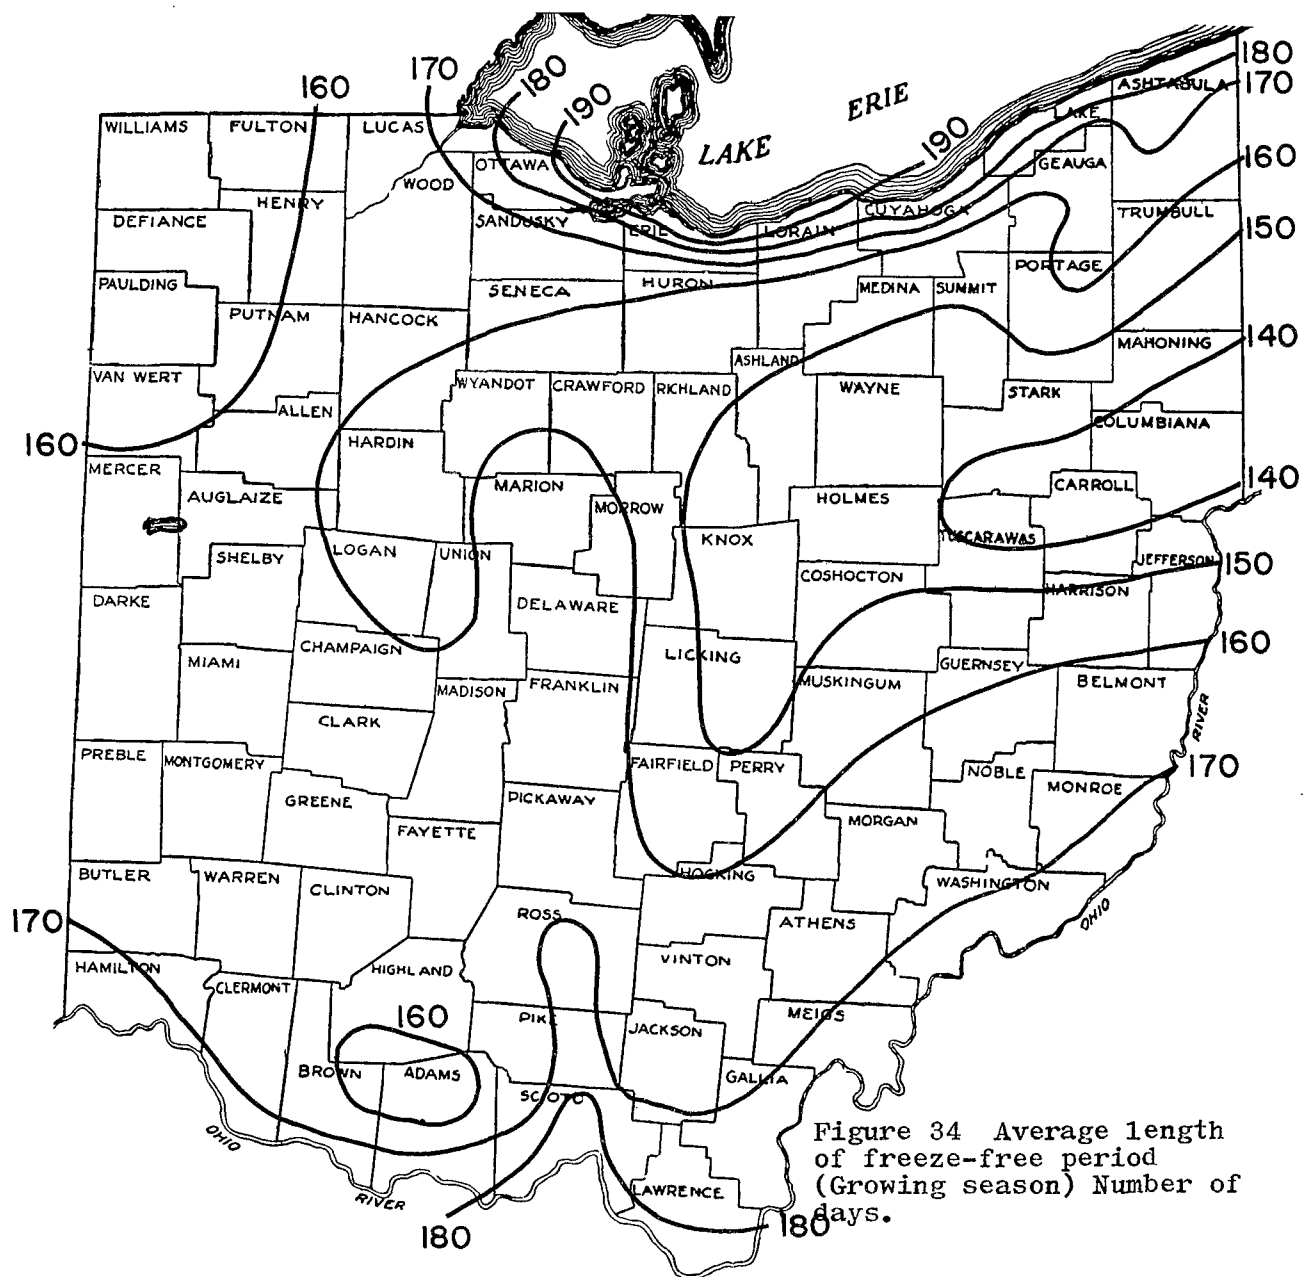 180
170
160
170
180
190
ERIE
LAKE
190
ASHTABULA
LAKE
GEAUGA
WILLIAMS
FULTON
LUCAS
OTTAWA
WOOD
160
HENRY
DEFIANCE
SANDUSKY
ERIE
LORAIN
CUYAHOGA
TRUMBULL
150
PAULDING
PUTNAM
HANCOCK
SENECA
HURON
MEDINA
SUMMIT
PORTAGE
140
MAHONING
VAN WERT
ALLEN
WYANDOT
CRAWFORD
RICHLAND
ASHLAND
WAYNE
STARK
COLUMBIANA
160
MERCER
HARDIN
AUGLAIZE
MARION
MORROW
HOLMES
CARROLL
140
SHELBY
LOGAN
UNION
KNOX
TUSCARAWAS
JEFFERSON
150
DARKE
DELAWARE
COSHOCTON
HARRISON
MIAMI
CHAMPAIGN
LICKING
GUERNSEY
160
CLARK
MADISON
FRANKLIN
MUSKINGUM
BELMONT
RIVER
PREBLE
MONTGOMERY
FAIRFIELD
PERRY
NOBLE
MONROE
170
GREENE
PICKAWAY
FAYETTE
MORGAN
BUTLER
WARREN
CLINTON
HOCKING
WASHINGTON
OHIO
170
ROSS
ATHENS
HAMILTON
CLERMONT
HIGHLAND
VINTON
160
PIKE
JACKSON
MEIGS
BROWN
ADAMS
SCIOTO
GALLIA
OHIO
RIVER
LAWRENCE
180
180
Figure 34 Average length
of freeze-free period
(Growing season) Number of
days.